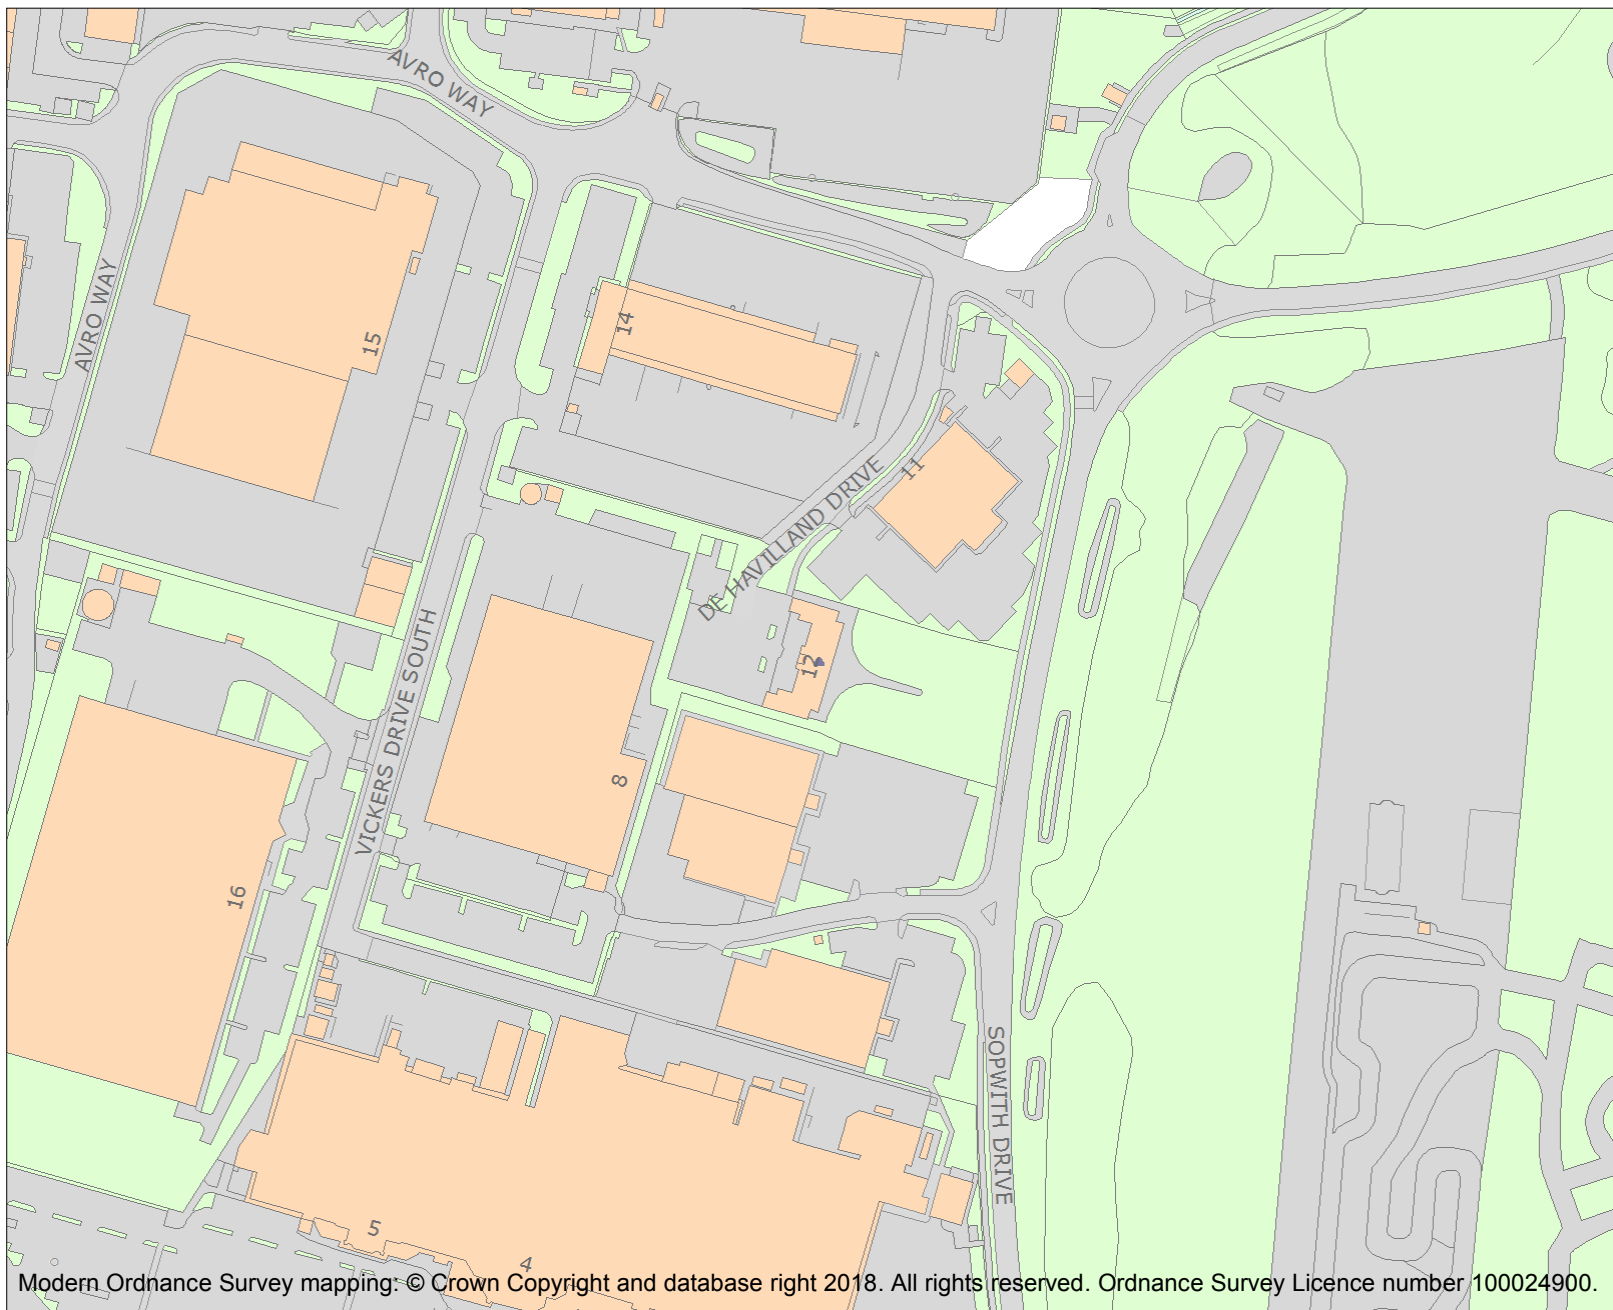 AVRO WAY
AVRO WAY
15
14
11
DE HAVILLAND DRIVE
12
VICKERS DRIVE SOUTH
8
16
SOPWITH DRIVE
5
4
Modern Ordnance Survey mapping: © Crown Copyright and database right 2018. All rights reserved. Ordnance Survey Licence number 100024900.